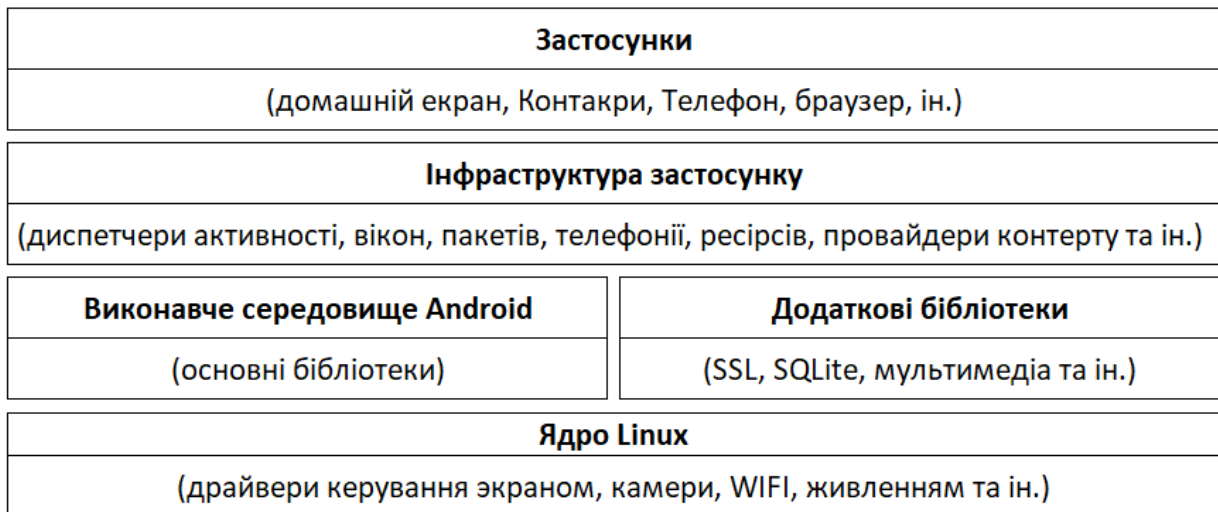 Застосунки
(домашній екран, Контакри, Телефон, браузер, ін.)
Інфраструктура застосунку
(диспетчери активності, вікон, пакетів, телефонії, ресірсів, провайдери контерту та ін.)
Виконавче середовище Android
(основні бібліотеки)
Додаткові бібліотеки
(SSL, SQLite, мультимедіа та ін.)
Ядро Linux
(драйвери керування экраном, камери, WIFI, живленням та ін.)